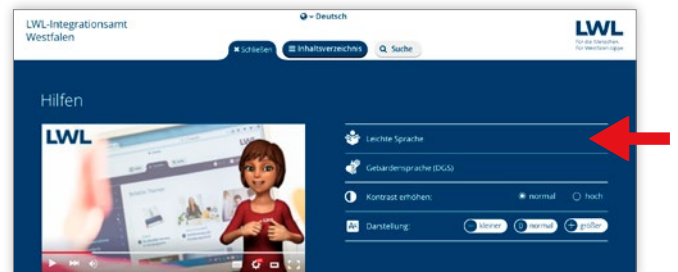 LWL-Integrationsamt
Westfalen
Deutsch
Schließen
Inhaltsverzeichnis
Suche
LWL
Für die Menschen.
Für Westfalen-Lippe.
Hilfen
LWL
Leichte Sprache
Gebärdensprache (DGS)
Kontrast erhöhen: normal hoch
Darstellung: kleiner normal größer